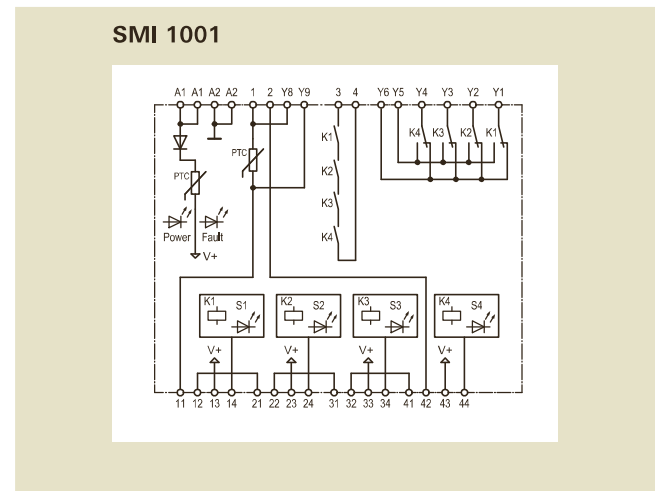 SMI 1001
A1 A1 A2 A2 1 2 Y8 Y9 3 4 Y6 Y5 Y4 Y3 Y2 Y1
K1 K4 K3 K2 K1
PTC
K2
PTC
K3
K4
Power Fault
V+
K1 S1 K2 S2 K3 S3 K4 S4
V+ V+ V+ V+
11 12 13 14 21 22 23 24 31 32 33 34 41 42 43 44